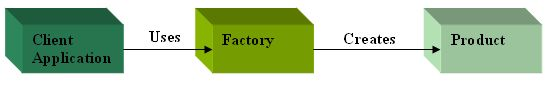 Client
Application
Uses
Factory
Creates
Product